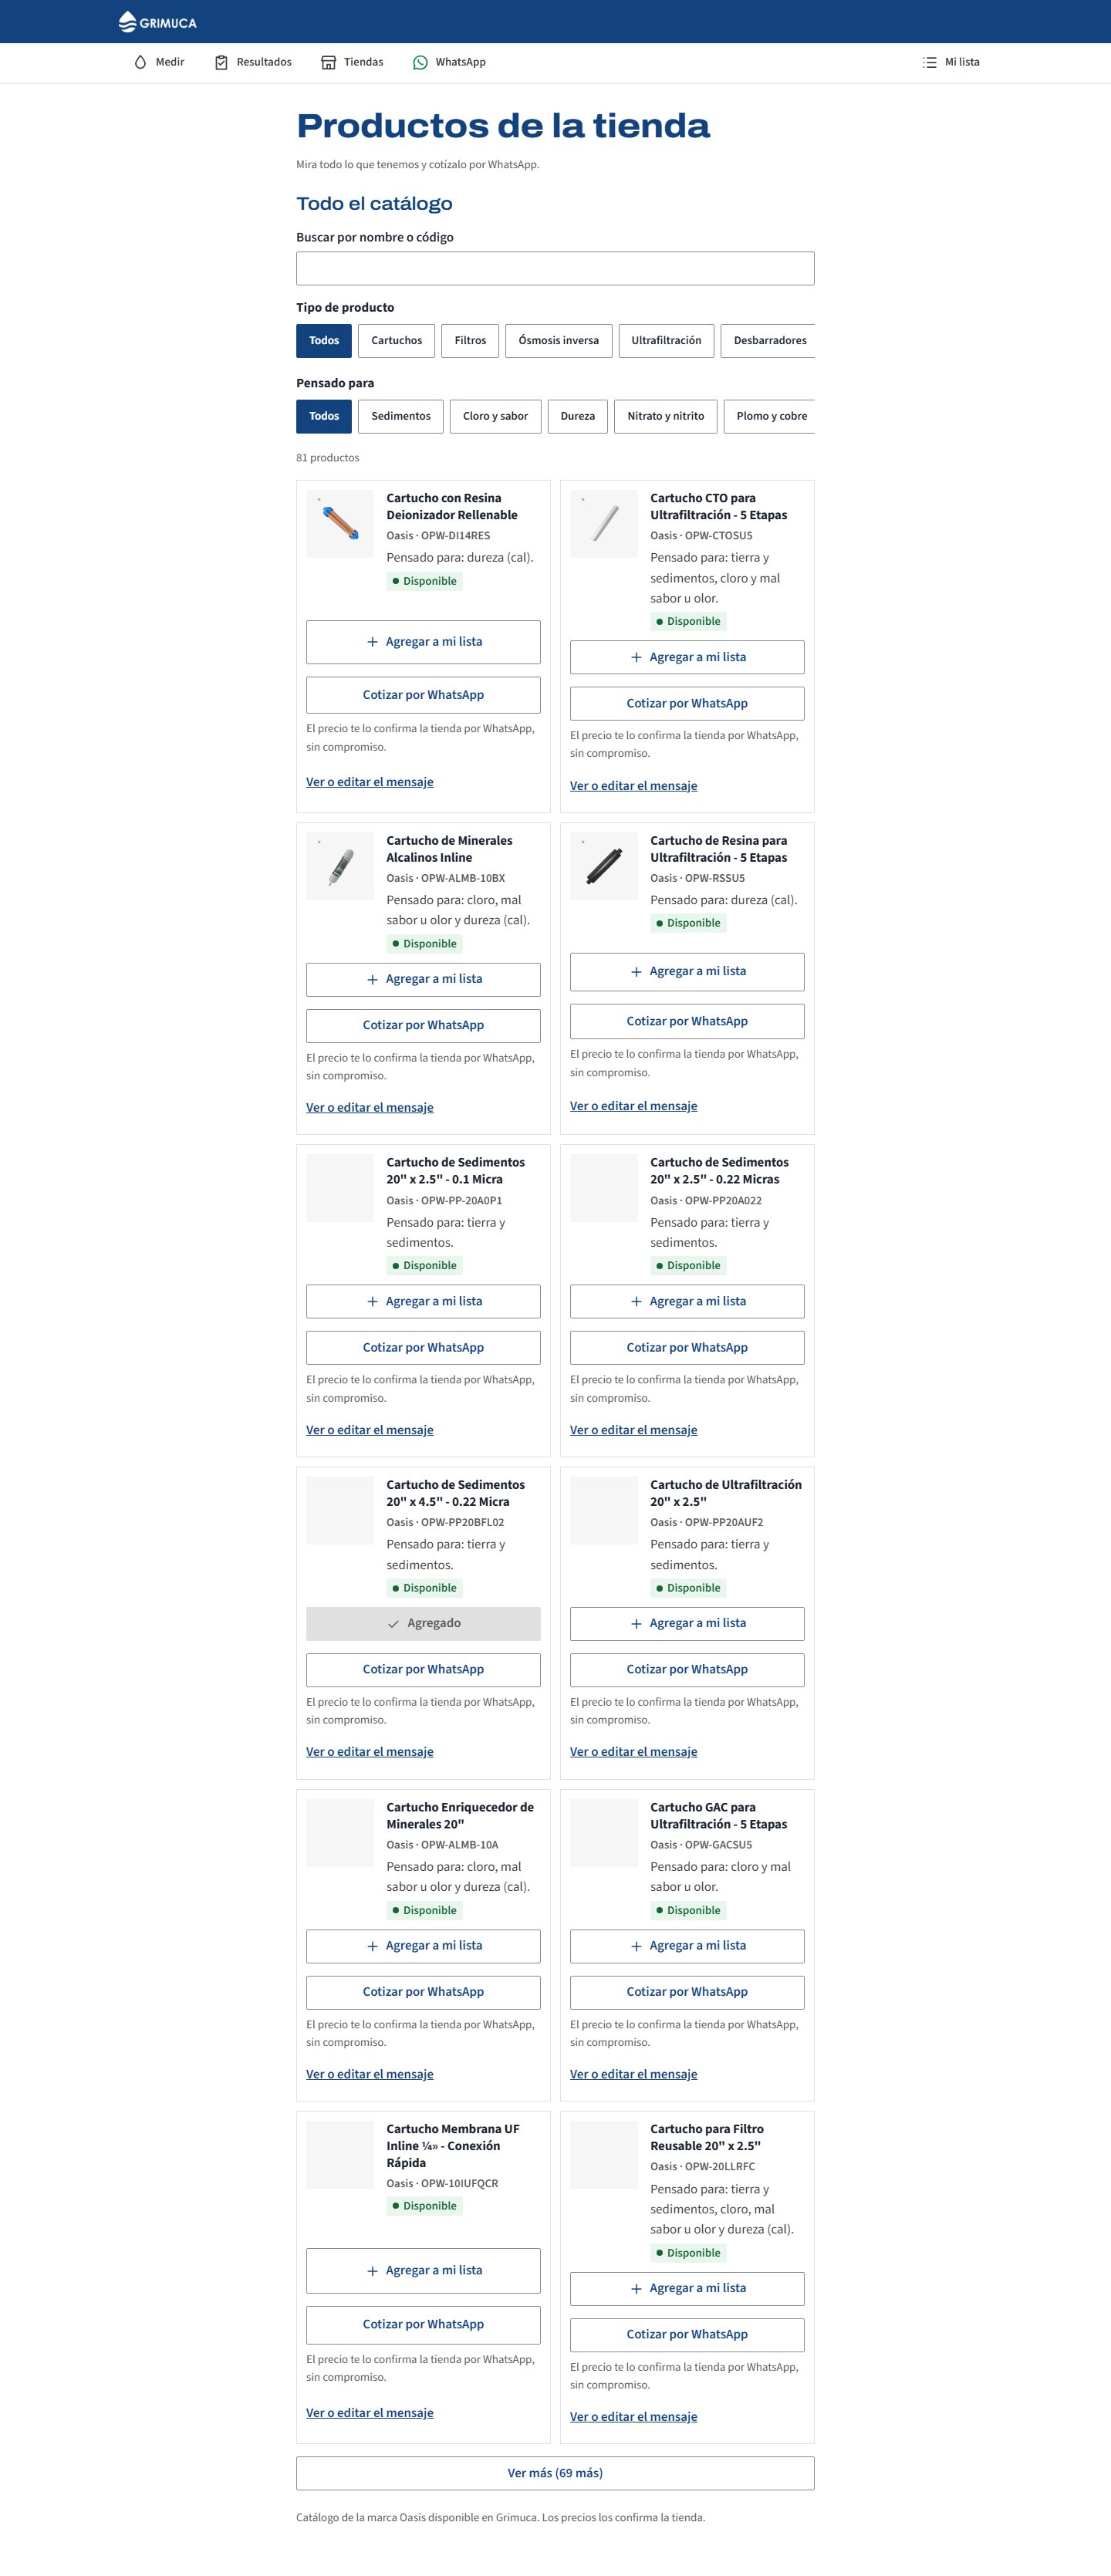 GRIMUCA
Medir
Resultados
Tiendas
WhatsApp
Mi lista
Productos de la tienda
Mira todo lo que tenemos y cotízalo por WhatsApp.
Todo el catálogo
Buscar por nombre o código
Tipo de producto
Todos
Cartuchos
Filtros
Ósmosis inversa
Ultrafiltración
Desbarradores
Pensado para
Todos
Sedimentos
Cloro y sabor
Dureza
Nitrato y nitrito
Plomo y cobre
81 productos
Cartucho con Resina
Deionizador Rellenable
Oasis · OPW-DI14RES
Pensado para: dureza (cal).
Disponible
Agregar a mi lista
Cotizar por WhatsApp
El precio te lo confirma la tienda por WhatsApp,
sin compromiso.
Ver o editar el mensaje
Cartucho CTO para
Ultrafiltración - 5 Etapas
Oasis · OPW-CTOSU5
Pensado para: tierra y
sedimentos, cloro y mal
sabor u olor.
Disponible
Agregar a mi lista
Cotizar por WhatsApp
El precio te lo confirma la tienda por WhatsApp,
sin compromiso.
Ver o editar el mensaje
Cartucho de Minerales
Alcalinos Inline
Oasis · OPW-ALMB-10BX
Pensado para: cloro, mal
sabor u olor y dureza (cal).
Disponible
Agregar a mi lista
Cotizar por WhatsApp
El precio te lo confirma la tienda por WhatsApp,
sin compromiso.
Ver o editar el mensaje
Cartucho de Resina para
Ultrafiltración - 5 Etapas
Oasis · OPW-RSSU5
Pensado para: dureza (cal).
Disponible
Agregar a mi lista
Cotizar por WhatsApp
El precio te lo confirma la tienda por WhatsApp,
sin compromiso.
Ver o editar el mensaje
Cartucho de Sedimentos
20" x 2.5" - 0.1 Micra
Oasis · OPW-PP-20A0P1
Pensado para: tierra y
sedimentos.
Disponible
Agregar a mi lista
Cotizar por WhatsApp
El precio te lo confirma la tienda por WhatsApp,
sin compromiso.
Ver o editar el mensaje
Cartucho de Sedimentos
20" x 2.5" - 0.22 Micras
Oasis · OPW-PP20A022
Pensado para: tierra y
sedimentos.
Disponible
Agregar a mi lista
Cotizar por WhatsApp
El precio te lo confirma la tienda por WhatsApp,
sin compromiso.
Ver o editar el mensaje
Cartucho de Sedimentos
20" x 4.5" - 0.22 Micra
Oasis · OPW-PP20BFL02
Pensado para: tierra y
sedimentos.
Disponible
Agregado
Cotizar por WhatsApp
El precio te lo confirma la tienda por WhatsApp,
sin compromiso.
Ver o editar el mensaje
Cartucho de Ultrafiltración
20" x 2.5"
Oasis · OPW-PP20AUF2
Pensado para: tierra y
sedimentos.
Disponible
Agregar a mi lista
Cotizar por WhatsApp
El precio te lo confirma la tienda por WhatsApp,
sin compromiso.
Ver o editar el mensaje
Cartucho Enriquecedor de
Minerales 20"
Oasis · OPW-ALMB-10A
Pensado para: cloro, mal
sabor u olor y dureza (cal).
Disponible
Agregar a mi lista
Cotizar por WhatsApp
El precio te lo confirma la tienda por WhatsApp,
sin compromiso.
Ver o editar el mensaje
Cartucho GAC para
Ultrafiltración - 5 Etapas
Oasis · OPW-GACSU5
Pensado para: cloro y mal
sabor u olor.
Disponible
Agregar a mi lista
Cotizar por WhatsApp
El precio te lo confirma la tienda por WhatsApp,
sin compromiso.
Ver o editar el mensaje
Cartucho Membrana UF
Inline ¼» - Conexión
Rápida
Oasis · OPW-10IUFQCR
Disponible
Agregar a mi lista
Cotizar por WhatsApp
El precio te lo confirma la tienda por WhatsApp,
sin compromiso.
Ver o editar el mensaje
Cartucho para Filtro
Reusable 20" x 2.5"
Oasis · OPW-20LLRFC
Pensado para: tierra y
sedimentos, cloro, mal
sabor u olor y dureza (cal).
Disponible
Agregar a mi lista
Cotizar por WhatsApp
El precio te lo confirma la tienda por WhatsApp,
sin compromiso.
Ver o editar el mensaje
Ver más (69 más)
Catálogo de la marca Oasis disponible en Grimuca. Los precios los confirma la tienda.